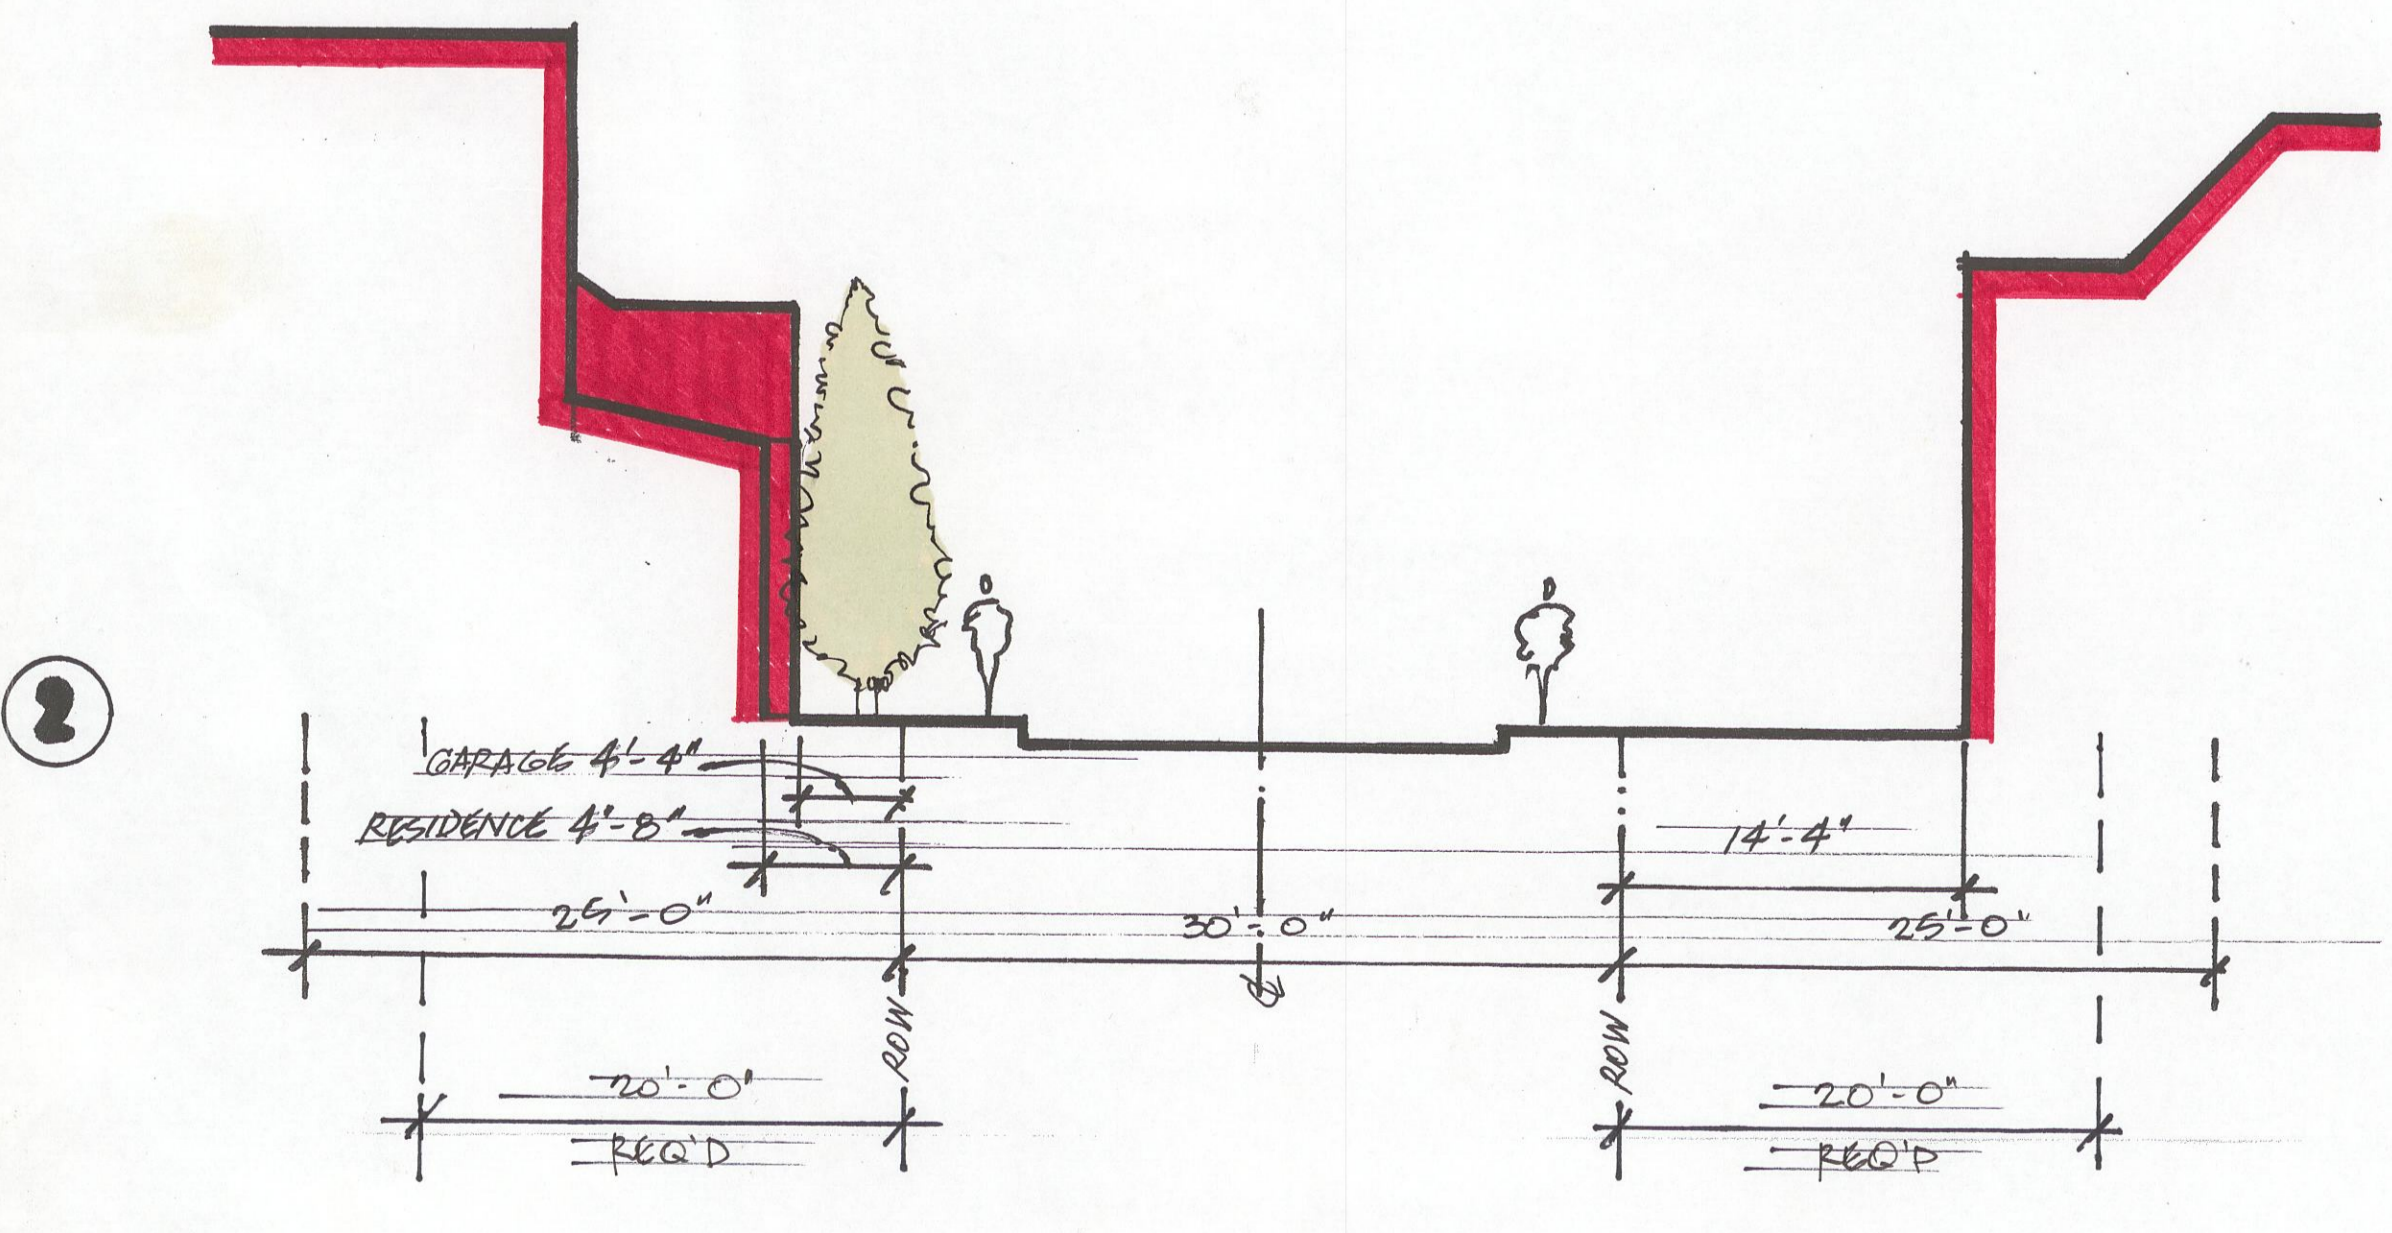 2
GARAGE 4'-4"
RESIDENCE 4'-8"
14'-4"
25'-0"
30'-0"
25'-0"
ROW
ROW
20'-0"
REQ'D
20'-0"
REQ'D